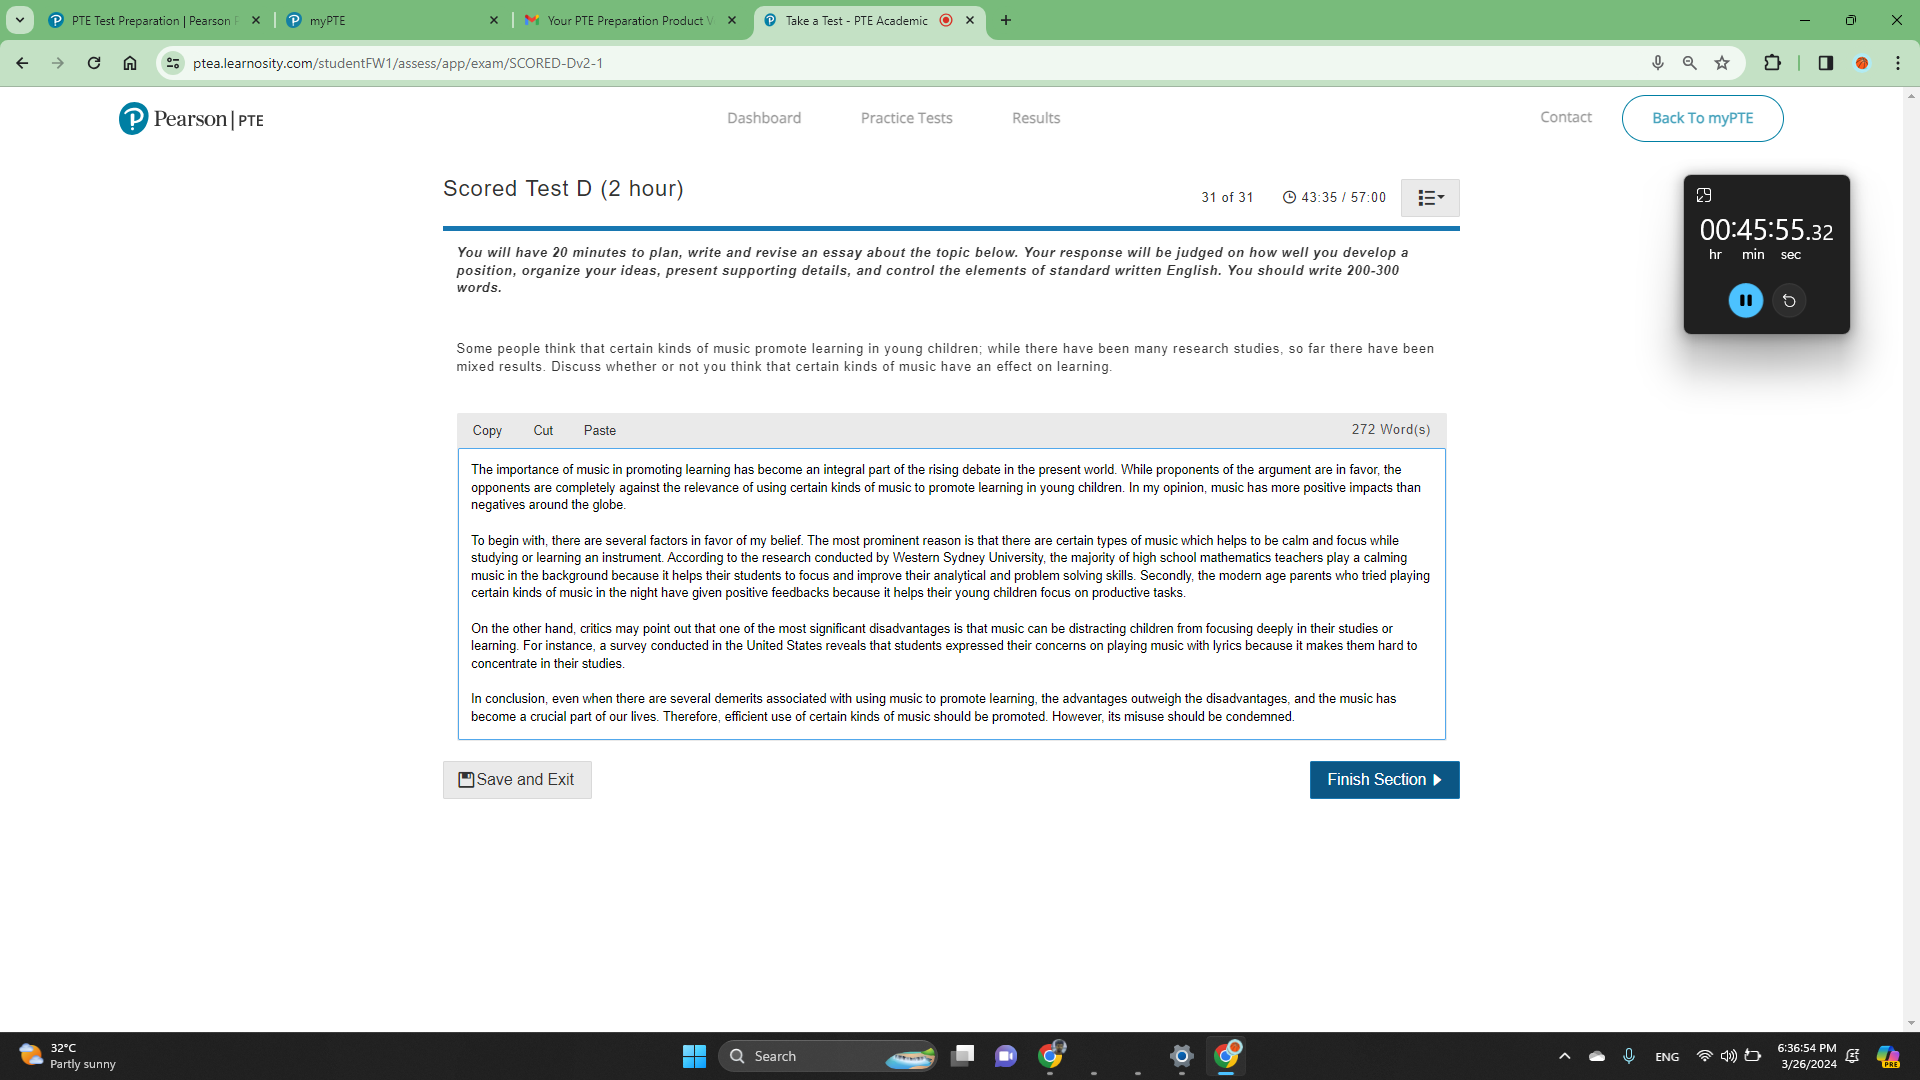 PTE Test Preparation | Pearson P
myPTE
Your PTE Preparation Product V
Take a Test - PTE Academic
ptea.learnosity.com/studentFW1/assess/app/exam/SCORED-Dv2-1
Pearson | PTE
Dashboard
Practice Tests
Results
Contact
Back To myPTE
Scored Test D (2 hour)
31 of 31
43:35 / 57:00
00:45:55.32
hr min sec
You will have 20 minutes to plan, write and revise an essay about the topic below. Your response will be judged on how well you develop a
position, organize your ideas, present supporting details, and control the elements of standard written English. You should write 200-300
words.
Some people think that certain kinds of music promote learning in young children; while there have been many research studies, so far there have been
mixed results. Discuss whether or not you think that certain kinds of music have an effect on learning.
Copy Cut Paste
272 Word(s)
The importance of music in promoting learning has become an integral part of the rising debate in the present world. While proponents of the argument are in favor, the
opponents are completely against the relevance of using certain kinds of music to promote learning in young children. In my opinion, music has more positive impacts than
negatives around the globe.
To begin with, there are several factors in favor of my belief. The most prominent reason is that there are certain types of music which helps to be calm and focus while
studying or learning an instrument. According to the research conducted by Western Sydney University, the majority of high school mathematics teachers play a calming
music in the background because it helps their students to focus and improve their analytical and problem solving skills. Secondly, the modern age parents who tried playing
certain kinds of music in the night have given positive feedbacks because it helps their young children focus on productive tasks.
On the other hand, critics may point out that one of the most significant disadvantages is that music can be distracting children from focusing deeply in their studies or
learning. For instance, a survey conducted in the United States reveals that students expressed their concerns on playing music with lyrics because it makes them hard to
concentrate in their studies.
In conclusion, even when there are several demerits associated with using music to promote learning, the advantages outweigh the disadvantages, and the music has
become a crucial part of our lives. Therefore, efficient use of certain kinds of music should be promoted. However, its misuse should be condemned.
Save and Exit
Finish Section
32°C
Partly sunny
Search
ENG
6:36:54 PM
3/26/2024
PRE